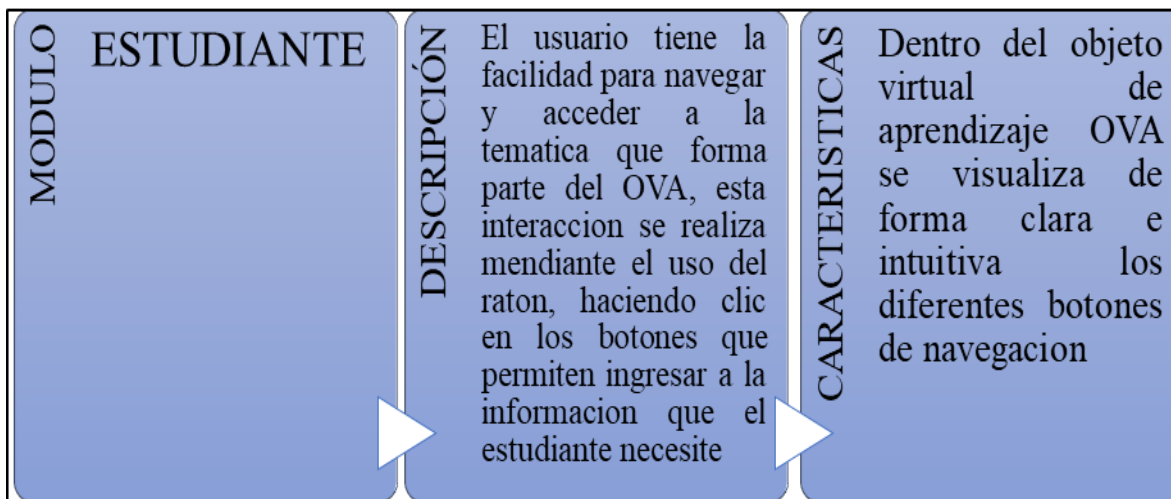 MODULO
ESTUDIANTE
DESCRIPCIÓN
El usuario tiene la
facilidad para navegar
y acceder a la
tematica que forma
parte del OVA, esta
interaccion se realiza
mendiante el uso del
raton, haciendo clic
en los botones que
permiten ingresar a la
informacion que el
estudiante necesite
CARACTERISTICAS
Dentro del objeto
virtual de
aprendizaje OVA
se visualiza de
forma clara e
intuitiva los
diferentes botones
de navegacion